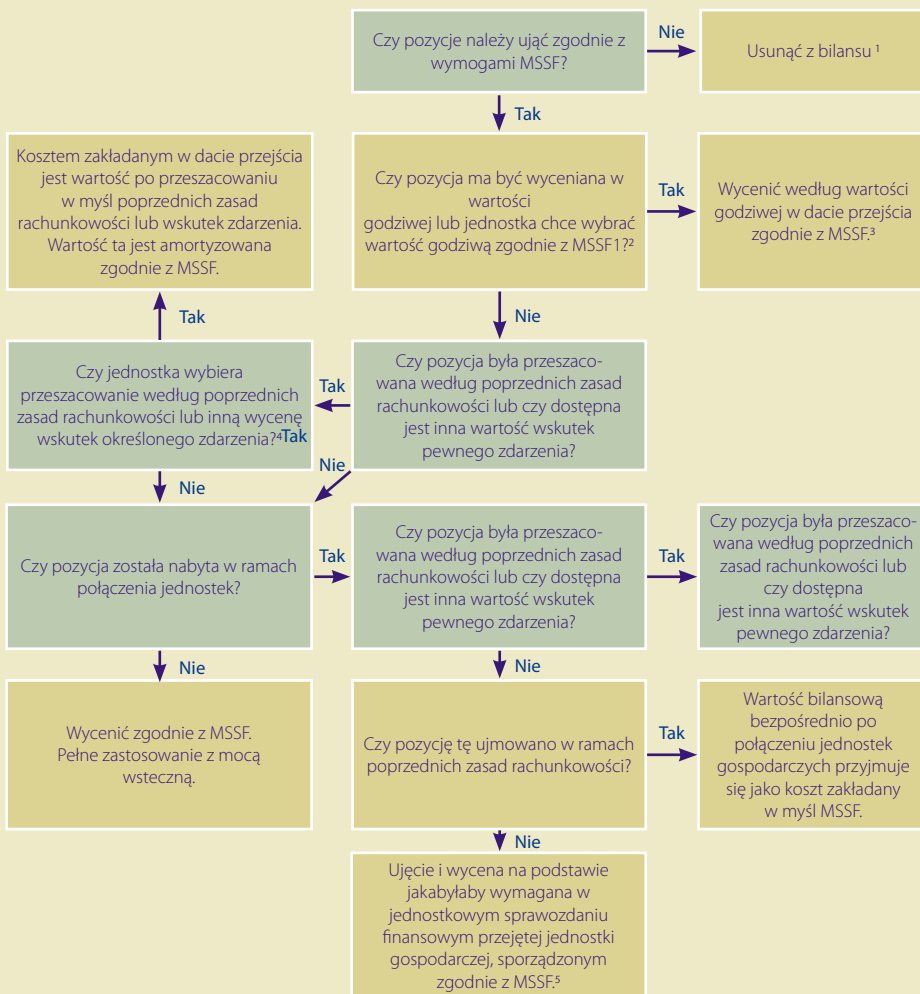 Czy pozycje należy ująć zgodnie z
wymogami MSSF?
Nie
Usunąć z bilansu ¹
Tak
Kosztem zakładanym w dacie przejścia
jest wartość po przeszacowaniu
w myśl poprzednich zasad
rachunkowości lub wskutek zdarzenia.
Wartość ta jest amortyzowana
zgodnie z MSSF.
Czy pozycja ma być wyceniana w
wartości
godziwej lub jednostka chce wybrać
wartość godziwą zgodnie z MSSF1?²
Tak
Wycenić według wartości
godziwej w dacie przejścia
zgodnie z MSSF.³
Tak
Nie
Czy jednostka wybiera
przeszacowanie według poprzednich
zasad rachunkowości lub inną wycenę
wskutek określonego zdarzenia?⁴Tak
Tak
Czy pozycja była przeszaco-
wana według poprzednich zasad
rachunkowości lub czy dostępna
jest inna wartość wskutek
pewnego zdarzenia?
Nie
Nie
Czy pozycja została nabyta w ramach
połączenia jednostek?
Tak
Czy pozycja była przeszaco-
wana według poprzednich zasad
rachunkowości lub czy dostępna
jest inna wartość wskutek
pewnego zdarzenia?
Tak
Czy pozycja była przeszaco-
wana według poprzednich
zasad rachunkowości lub
czy dostępna
jest inna wartość wskutek
pewnego zdarzenia?
Nie
Nie
Wycenić zgodnie z MSSF.
Pełne zastosowanie z mocą
wsteczną.
Czy pozycję tę ujmowano w ramach
poprzednich zasad rachunkowości?
Tak
Wartość bilansową
bezpośrednio po
połączeniu jednostek
gospodarczych przyjmuje
się jako koszt zakładany
w myśl MSSF.
Nie
Ujęcie i wycena na podstawie
jakabyłaby wymagana w
jednostkowym sprawozdaniu
finansowym przejętej jednostki
gospodarczej, sporządzonym
zgodnie z MSSF.⁵